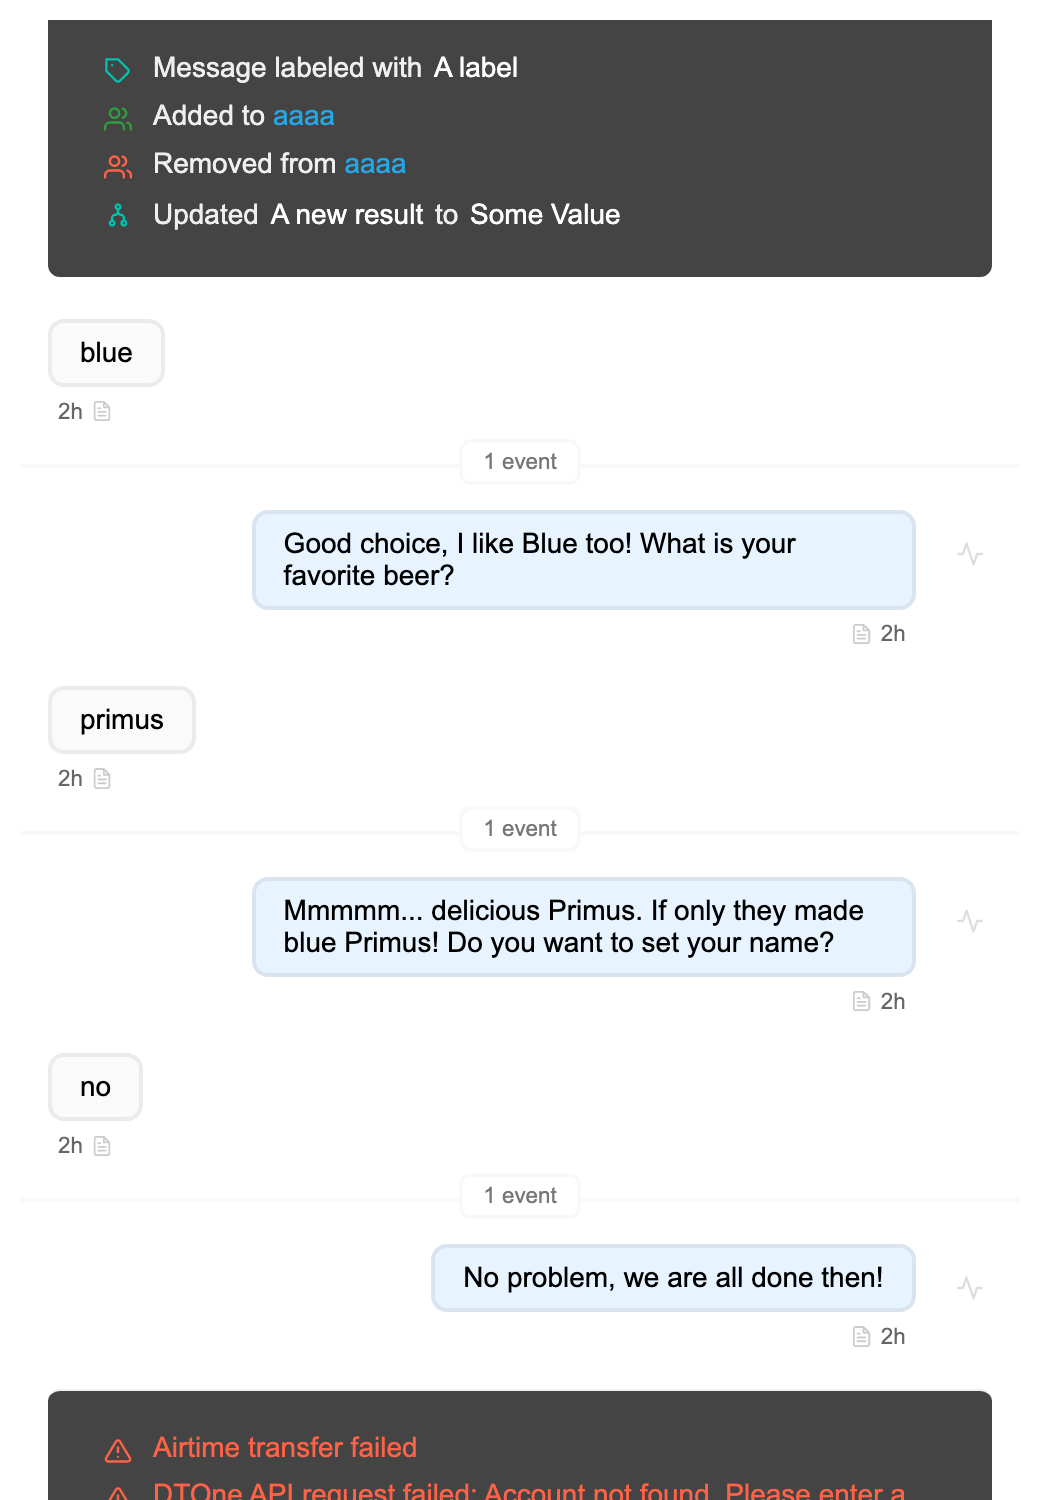 Message labeled with A label
Added to aaaa
Removed from aaaa
Updated A new result to Some Value
blue
2h
1 event
Good choice, I like Blue too! What is your
favorite beer?
2h
primus
2h
1 event
Mmmmm... delicious Primus. If only they made
blue Primus! Do you want to set your name?
2h
no
2h
1 event
No problem, we are all done then!
2h
Airtime transfer failed
DTOne API request failed: Account not found. Please enter a